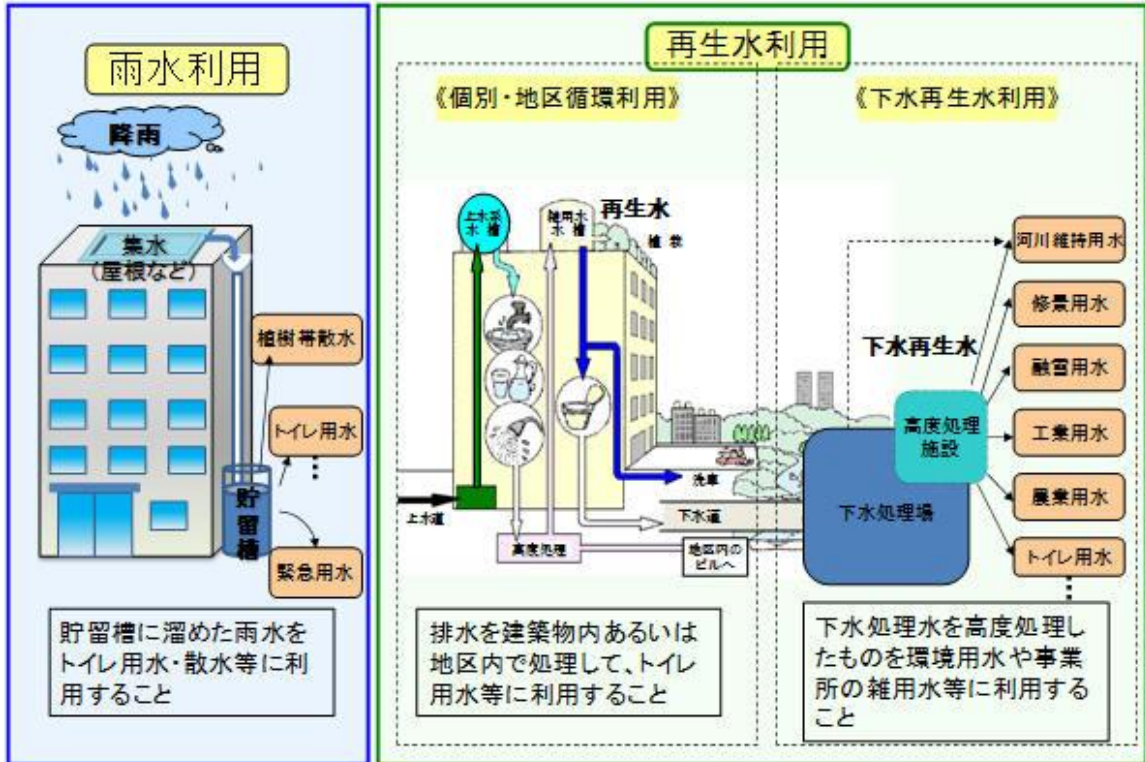 雨水利用
降雨
集水
(屋根など)
植樹帯散水
トイレ用水
貯留槽
緊急用水
貯留槽に溜めた雨水を
トイレ用水・散水等に利
用すること
再生水利用
《個別・地区循環利用》
上水系
水槽
雑用水
水槽
再生水
植栽
洗車
上水道
下水道
高度処理
地区内の
ビルへ
排水を建築物内あるいは
地区内で処理して、トイレ
用水等に利用すること
《下水再生水利用》
下水再生水
高度処理
施設
下水処理場
河川維持用水
修景用水
融雪用水
工業用水
農業用水
トイレ用水
下水処理水を高度処理し
たものを環境用水や事業
所の雑用水等に利用する
こと